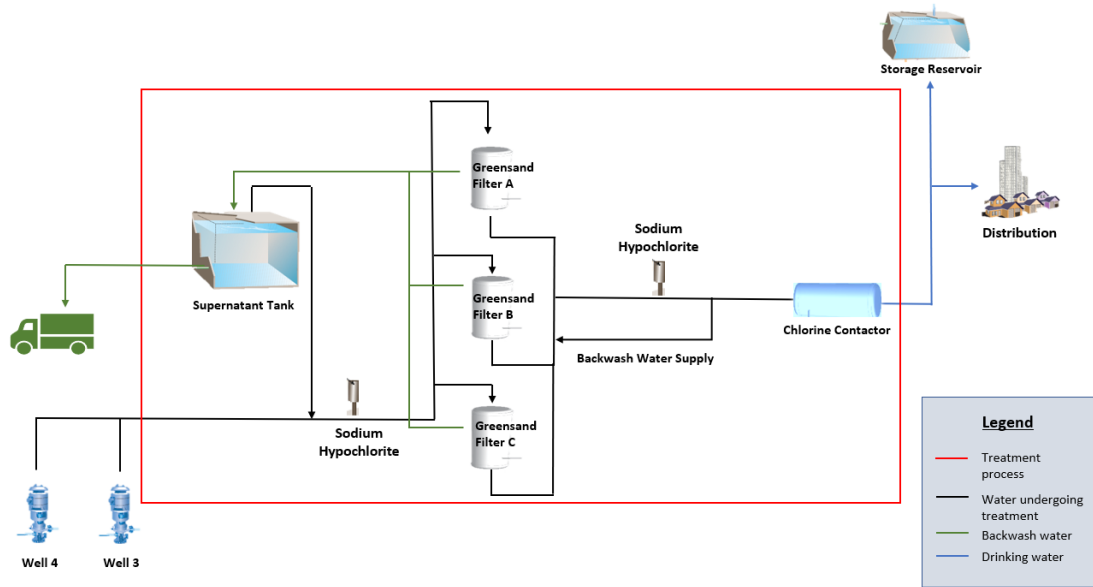 Storage Reservoir
Greensand
Filter A
Sodium
Hypochlorite
Distribution
Supernatant Tank
Greensand
Filter B
Chlorine Contactor
Backwash Water Supply
Sodium
Hypochlorite
Greensand
Filter C
Well 4
Well 3
Legend
Treatment
process
Water undergoing
treatment
Backwash water
Drinking water